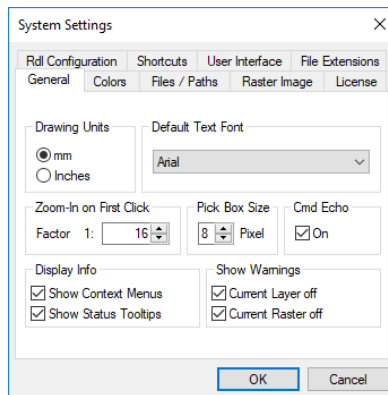 System Settings
Rdl Configuration Shortcuts User Interface File Extensions
General Colors Files / Paths Raster Image License
Drawing Units Default Text Font
mm Arial
Inches
Zoom-In on First Click Pick Box Size Cmd Echo
Factor 1: 16 8 Pixel On
Display Info Show Warnings
Show Context Menus Current Layer off
Show Status Tooltips Current Raster off
OK Cancel